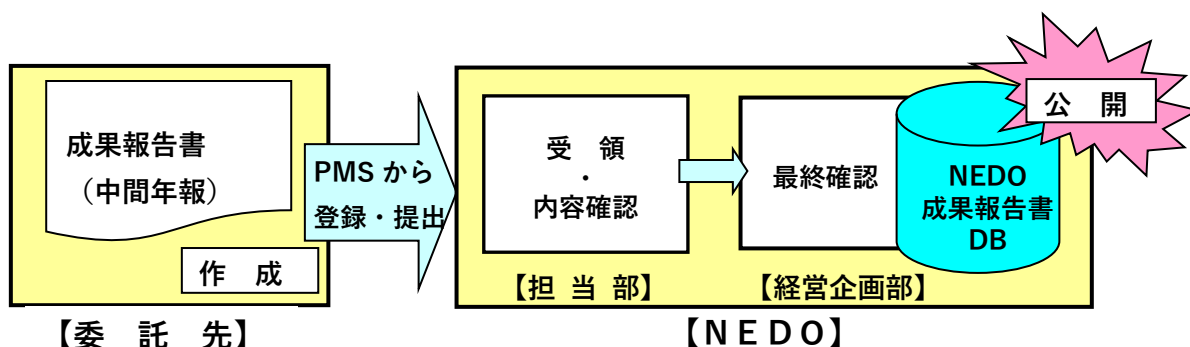 成果報告書
（中間年報）
作　成
【委　託　先】
PMS から
登録・提出
受　領
・
内容確認
【担 当 部】
最終確認
【経営企画部】
NEDO
成果報告書
DB
公　開
【ＮＥＤＯ】